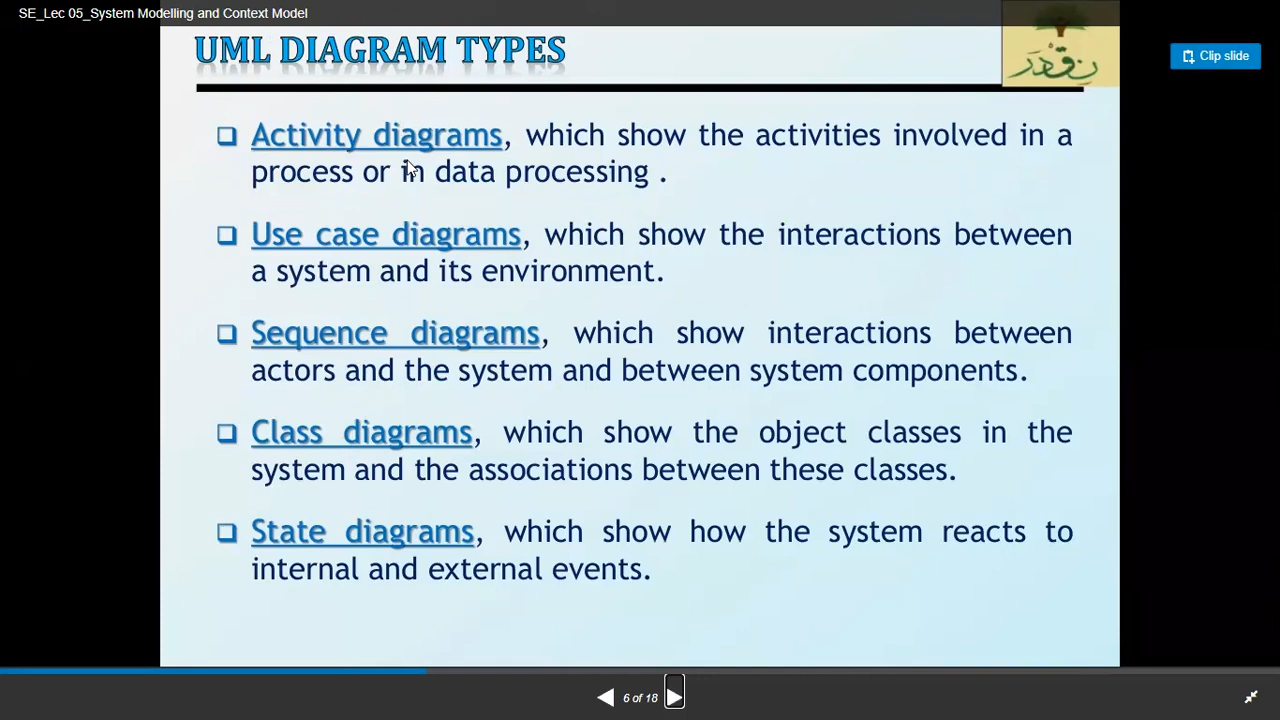 SE_Lec 05_System Modelling and Context Model
UML DIAGRAM TYPES
Clip slide
Activity diagrams, which show the activities involved in a
process or in data processing .
Use case diagrams, which show the interactions between
a system and its environment.
Sequence diagrams, which show interactions between
actors and the system and between system components.
Class diagrams, which show the object classes in the
system and the associations between these classes.
State diagrams, which show how the system reacts to
internal and external events.
6 of 18